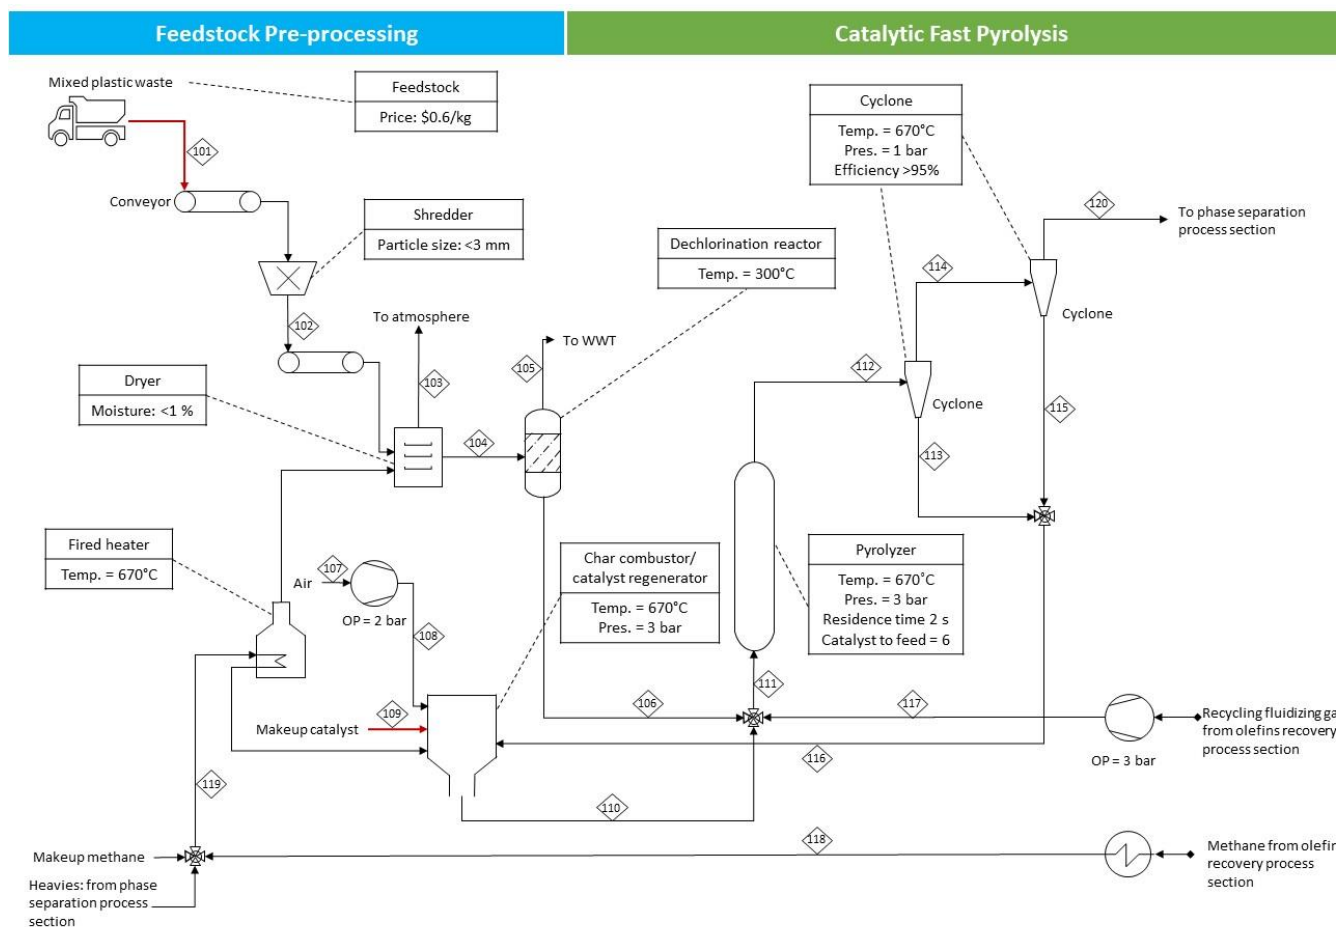 Feedstock Pre-processing
Catalytic Fast Pyrolysis
Mixed plastic waste
Feedstock
Price: $0.6/kg
Cyclone
Temp. = 670°C
Pres. = 1 bar
Efficiency >95%
101
Conveyor
Shredder
Particle size: <3 mm
Dechlorination reactor
Temp. = 300°C
120
To phase separation
process section
114
Cyclone
102
To atmosphere
To WWT
105
103
112
Cyclone
115
Dryer
Moisture: <1 %
104
113
Fired heater
Temp. = 670°C
107
Air
OP = 2 bar
108
Char combustor/
catalyst regenerator
Temp. = 670°C
Pres. = 3 bar
Pyrolyzer
Temp. = 670°C
Pres. = 3 bar
Residence time 2 s
Catalyst to feed = 6
111
109
Makeup catalyst
106
117
Recycling fluidizing ga
from olefins recovery
process section
OP = 3 bar
116
119
110
118
Makeup methane
Heavies: from phase
separation process
section
Methane from olefin
recovery process
section